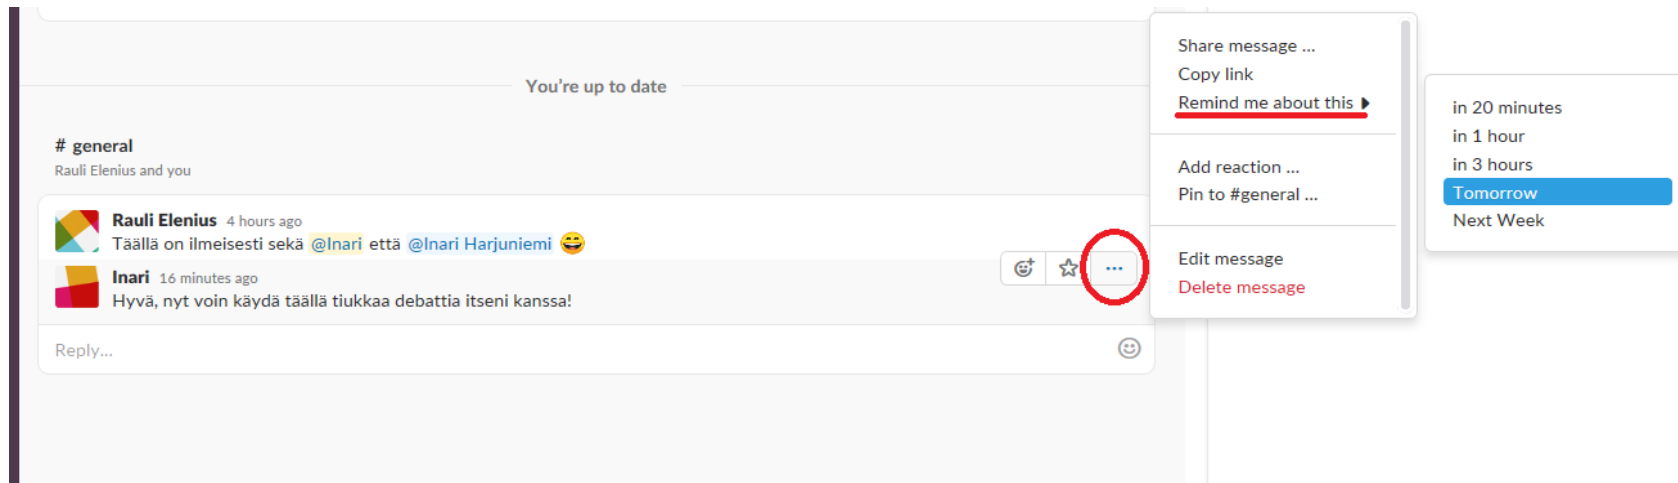 You're up to date
# general
Rauli Elenius and you
Rauli Elenius 4 hours ago
Täällä on ilmeisesti sekä @Inari että @Inari Harjuniemi
Inari 16 minutes ago
Hyvä, nyt voin käydä täällä tiukkaa debattia itseni kanssa!
Reply...
Share message ...
Copy link
Remind me about this
Add reaction ...
Pin to #general ...
Edit message
Delete message
in 20 minutes
in 1 hour
in 3 hours
Tomorrow
Next Week